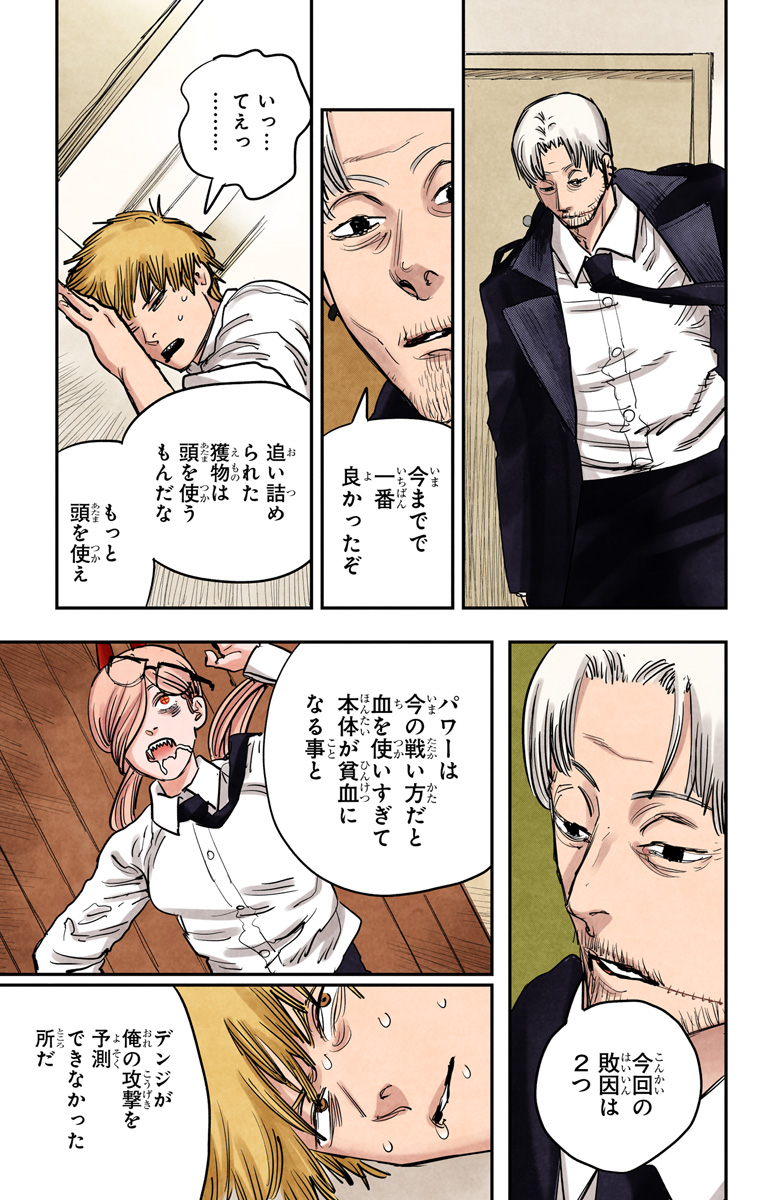 今までで
一番
良かったぞ
いっ…
てえっ
………
追い詰め
られた
獲物は
頭を使う
もんだな
もっと
頭を使え
今回の
敗因は
２つ
パワーは
今の戦い方だと
血を使いすぎて
本体が貧血に
なる事と
デンジが
俺の攻撃を
予測
できなかった
所だ